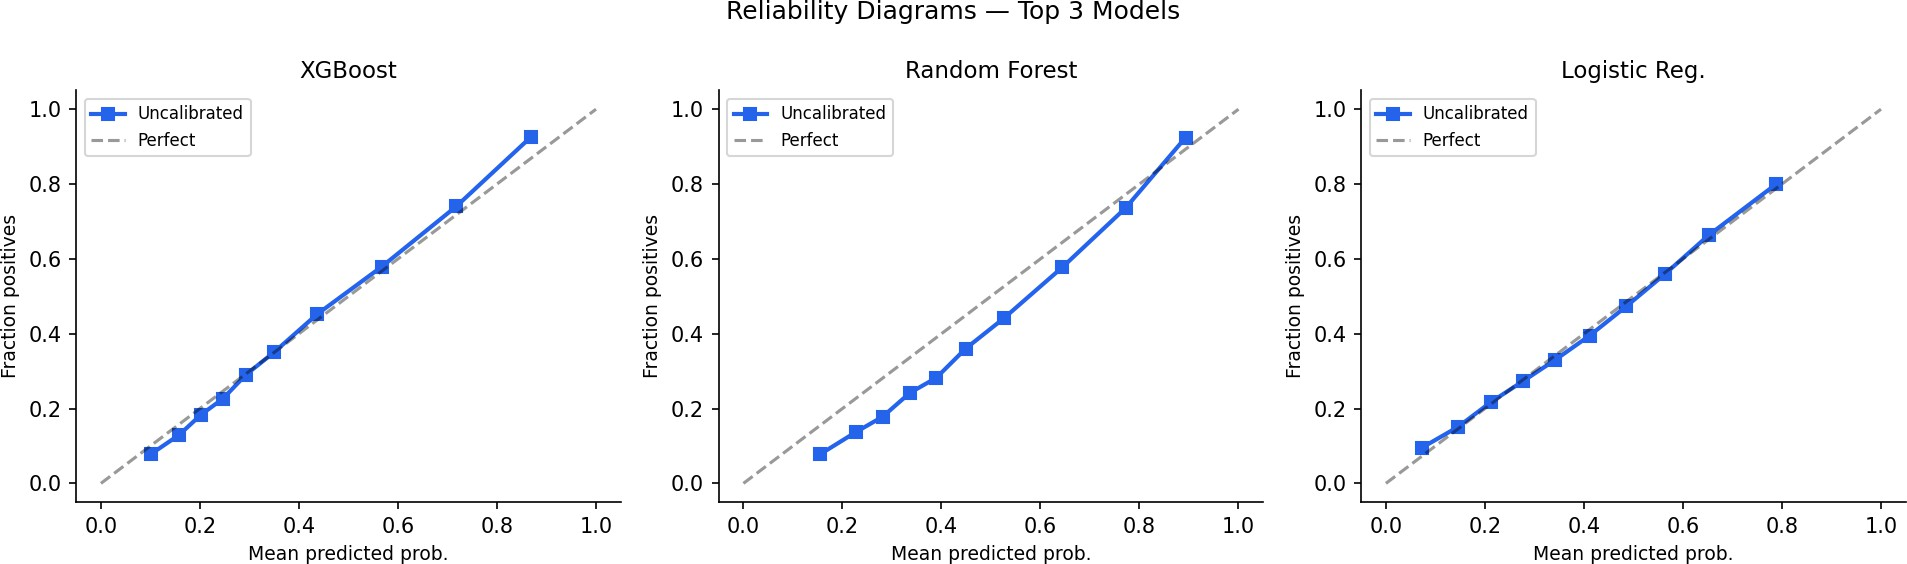 Reliability Diagrams — Top 3 Models
XGBoost
Uncalibrated
Perfect
Fraction positives
1.0
0.8
0.6
0.4
0.2
0.0
0.0 0.2 0.4 0.6 0.8 1.0
Mean predicted prob.
Random Forest
Uncalibrated
Perfect
Fraction positives
1.0
0.8
0.6
0.4
0.2
0.0
0.0 0.2 0.4 0.6 0.8 1.0
Mean predicted prob.
Logistic Reg.
Uncalibrated
Perfect
Fraction positives
1.0
0.8
0.6
0.4
0.2
0.0
0.0 0.2 0.4 0.6 0.8 1.0
Mean predicted prob.